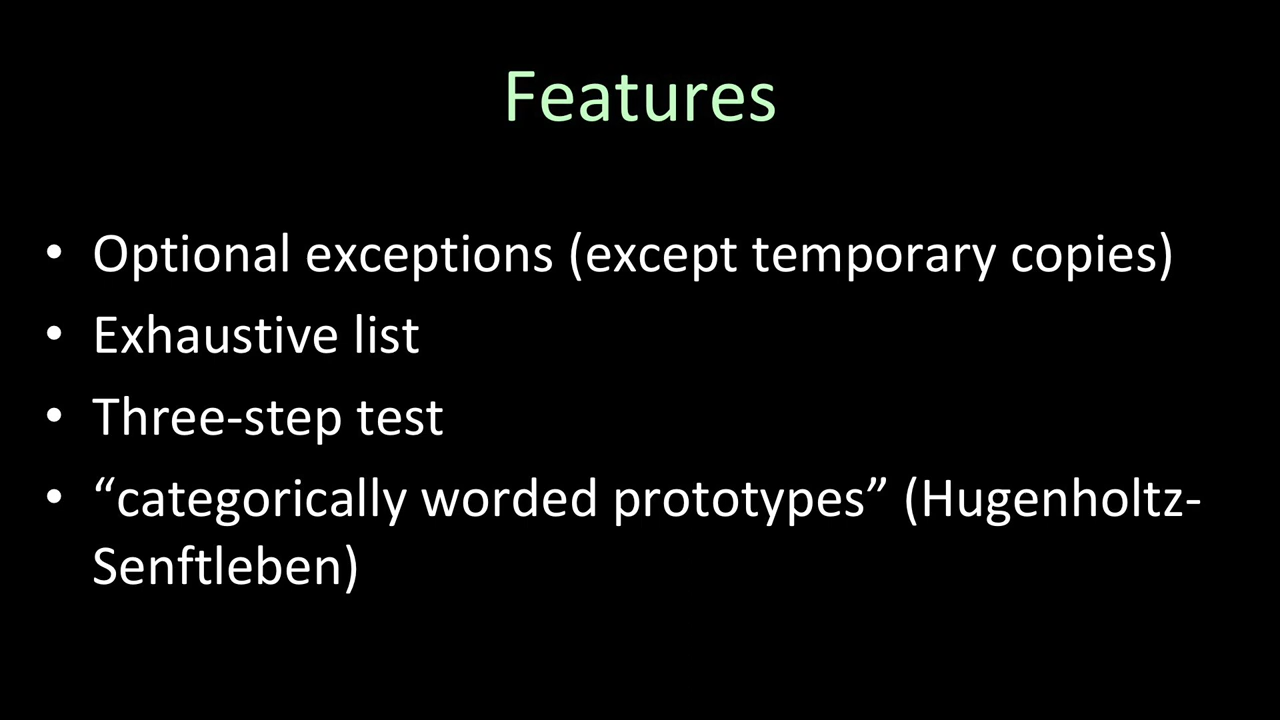 Features
• Optional exceptions (except temporary copies)
• Exhaustive list
• Three-step test
• “categorically worded prototypes” (Hugenholtz-
Senftleben)